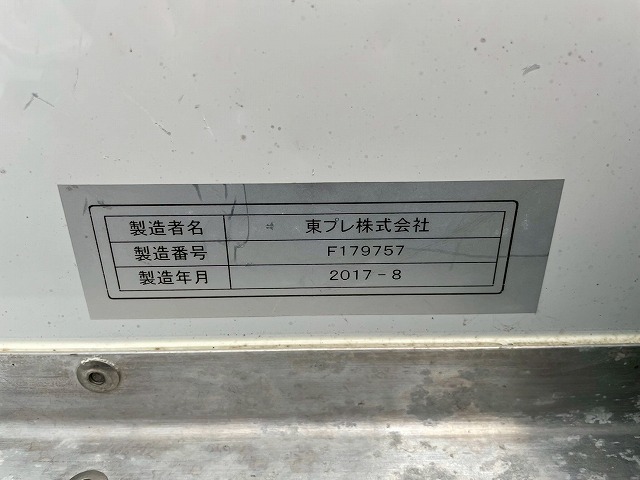 製造者名 東プレ株式会社
製造番号 F179757
製造年月 2017-8